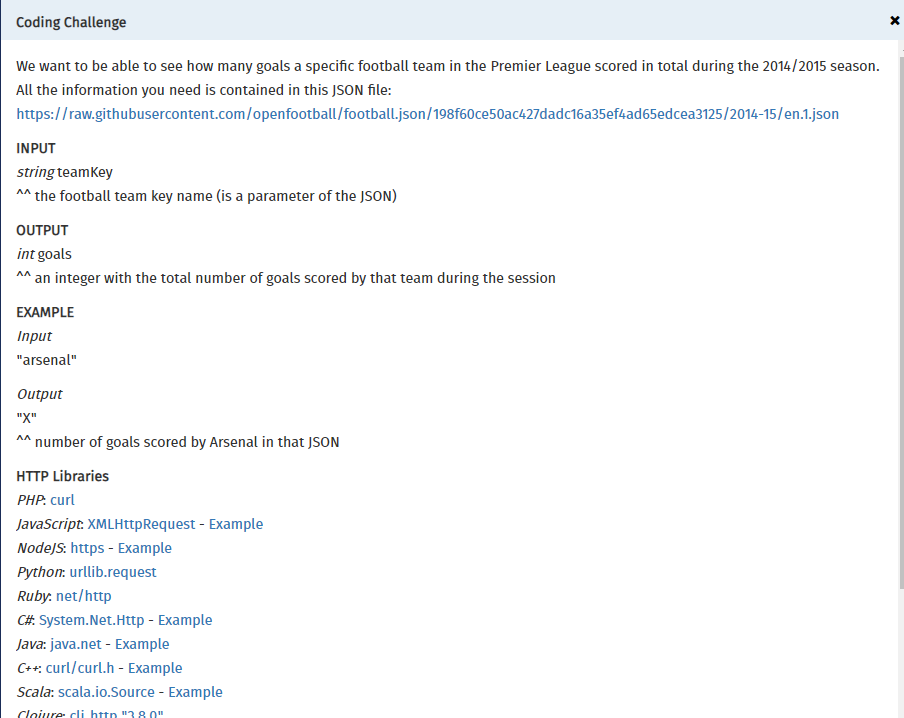 Coding Challenge
We want to be able to see how many goals a specific football team in the Premier League scored in total during the 2014/2015 season.
All the information you need is contained in this JSON file:
https://raw.githubusercontent.com/openfootball/football.json/198f60ce50ac427dadc16a35ef4ad65edcea3125/2014-15/en.1.json
INPUT
string teamKey
^^ the football team key name (is a parameter of the JSON)
OUTPUT
int goals
^^ an integer with the total number of goals scored by that team during the session
EXAMPLE
Input
"arsenal"
Output
"X"
^^ number of goals scored by Arsenal in that JSON
HTTP Libraries
PHP: curl
JavaScript: XMLHttpRequest - Example
NodeJS: https - Example
Python: urllib.request
Ruby: net/http
C#: System.Net.Http - Example
Java: java.net - Example
C++: curl/curl.h - Example
Scala: scala.io.Source - Example
Clojure: clj-http "3.8.0"